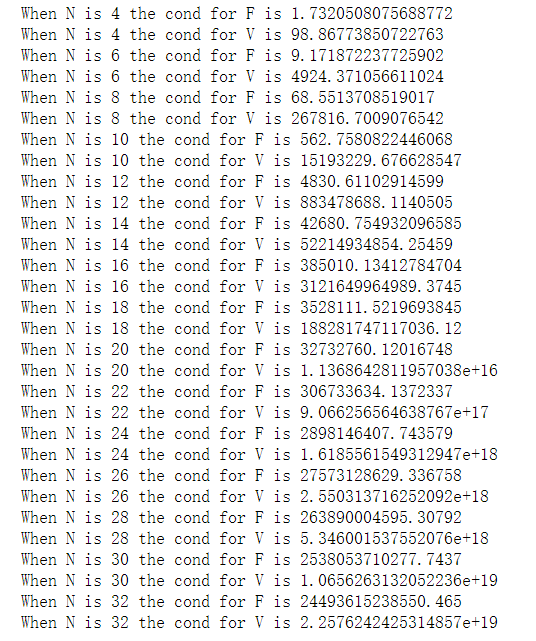 When N is 4 the cond for F is 1.7320508075688772
When N is 4 the cond for V is 98.86773850722763
When N is 6 the cond for F is 9.171872237725902
When N is 6 the cond for V is 4924.371056611024
When N is 8 the cond for F is 68.5513708519017
When N is 8 the cond for V is 267816.7009076542
When N is 10 the cond for F is 562.7580822446068
When N is 10 the cond for V is 15193229.676628547
When N is 12 the cond for F is 4830.61102914599
When N is 12 the cond for V is 883478688.1140505
When N is 14 the cond for F is 42680.754932096585
When N is 14 the cond for V is 52214934854.25459
When N is 16 the cond for F is 385010.13412784704
When N is 16 the cond for V is 3121649964989.3745
When N is 18 the cond for F is 3528111.5219693845
When N is 18 the cond for V is 188281747117036.12
When N is 20 the cond for F is 32732760.12016748
When N is 20 the cond for V is 1.1368642811957038e+16
When N is 22 the cond for F is 306733634.1372337
When N is 22 the cond for V is 9.066256564638767e+17
When N is 24 the cond for F is 2898146407.743579
When N is 24 the cond for V is 1.6185561549312947e+18
When N is 26 the cond for F is 27573128629.336758
When N is 26 the cond for V is 2.550313716252092e+18
When N is 28 the cond for F is 263890004595.30792
When N is 28 the cond for V is 5.346001537552076e+18
When N is 30 the cond for F is 2538053710277.7437
When N is 30 the cond for V is 1.0656263132052236e+19
When N is 32 the cond for F is 24493615238550.465
When N is 32 the cond for V is 2.2576242425314857e+19